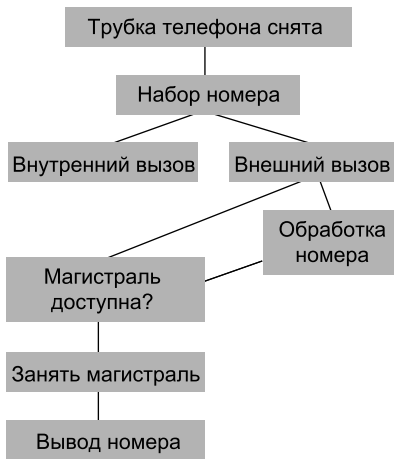 Трубка телефона снята
Набор номера
Внутренний вызов
Внешний вызов
Обработка
номера
Магистраль
доступна?
Занять магистраль
Вывод номера